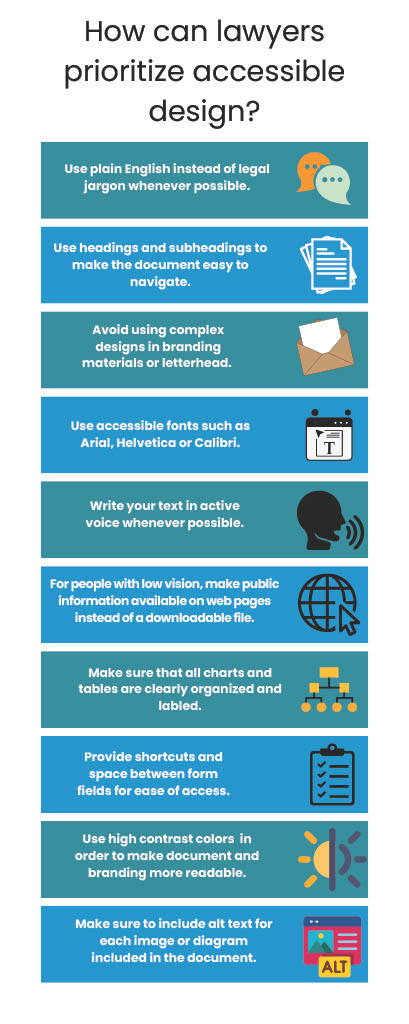 How can lawyers
prioritize accessible
design?
Use plain English instead of legal
jargon whenever possible.
Use headings and subheadings to
make the document easy to
navigate.
Avoid using complex
designs in branding
materials or letterhead.
Use accessible fonts such as
Arial, Helvetica or Calibri.
T
Write your text in active
voice whenever possible.
For people with low vision, make public
information available on web pages
instead of a downloadable file.
Make sure that all charts and
tables are clearly organized and
labled.
Provide shortcuts and
space between form
fields for ease of access.
Use high contrast colors in
order to make document and
branding more readable.
Make sure to include alt text for
each image or diagram
included in the document.
ALT